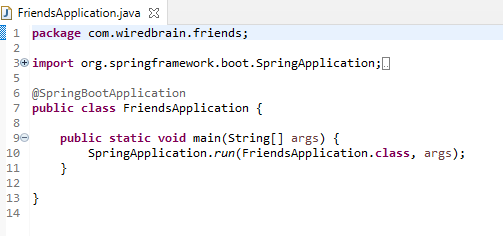 FriendsApplication.java
1 package com.wiredbrain.friends;
2
3 import org.springframework.boot.SpringApplication;
6 @SpringBootApplication
7 public class FriendsApplication {
8
9 public static void main(String[] args) {
10 SpringApplication.run(FriendsApplication.class, args);
11 }
12
13 }
14